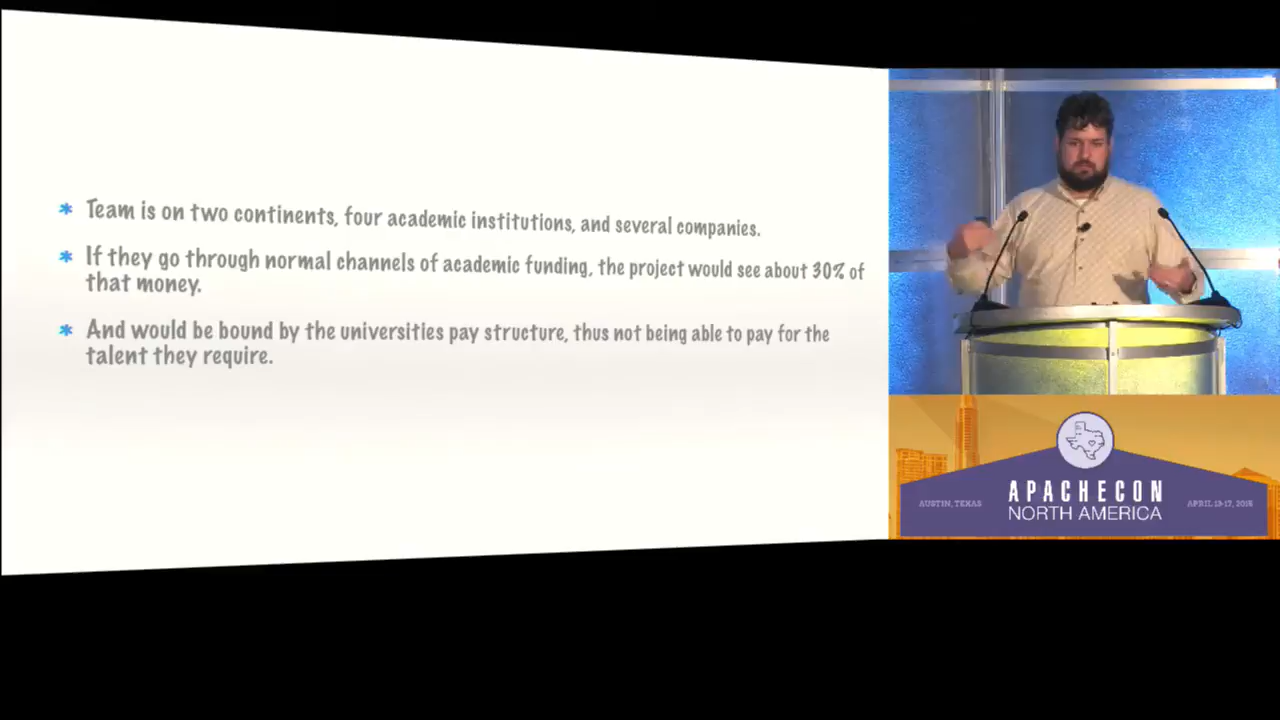 * Team is on two continents, four academic institutions, and several companies.
* If they go through normal channels of academic funding, the project would see about 30% of
that money.
* And would be bound by the universities pay structure, thus not being able to pay for the
talent they require.
AUSTIN, TEXAS
APACHECON
NORTH AMERICA
APRIL 13-17, 2015